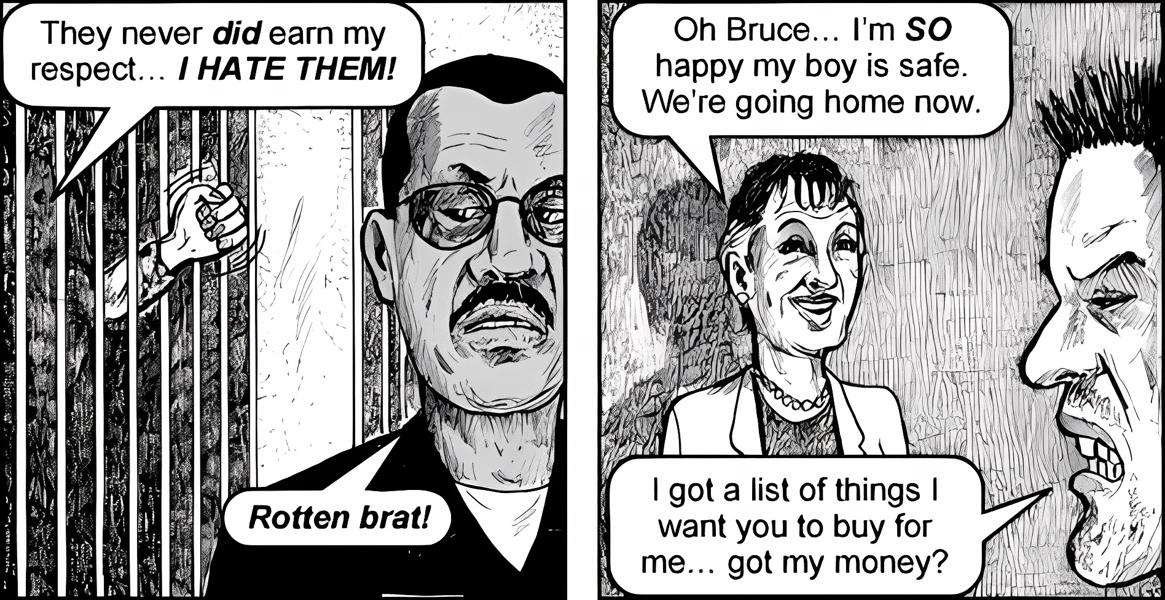 They never did earn my
respect... I HATE THEM!
Rotten brat!
Oh Bruce... I'm SO
happy my boy is safe.
We're going home now.
I got a list of things I
want you to buy for
me... got my money?